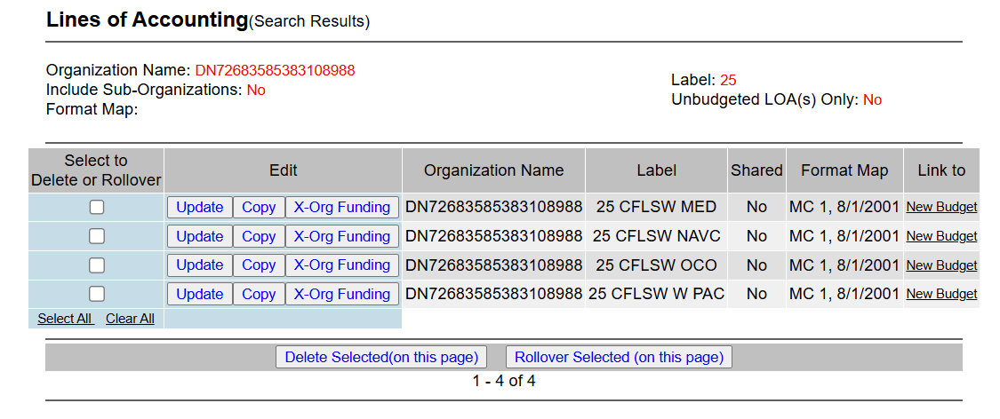 Lines of Accounting(Search Results)
Organization Name: DN72683585383108988
Include Sub-Organizations: No
Format Map:
Label: 25
Unbudgeted LOA(s) Only: No
Select to Delete or Rollover Edit Organization Name Label Shared Format Map Link to
Update Copy X-Org Funding DN72683585383108988 25 CFLSW MED No MC 1, 8/1/2001 New Budget
Update Copy X-Org Funding DN72683585383108988 25 CFLSW NAVC No MC 1, 8/1/2001 New Budget
Update Copy X-Org Funding DN72683585383108988 25 CFLSW OCO No MC 1, 8/1/2001 New Budget
Update Copy X-Org Funding DN72683585383108988 25 CFLSW W PAC No MC 1, 8/1/2001 New Budget
Select All Clear All
Delete Selected(on this page) Rollover Selected (on this page)
1 - 4 of 4